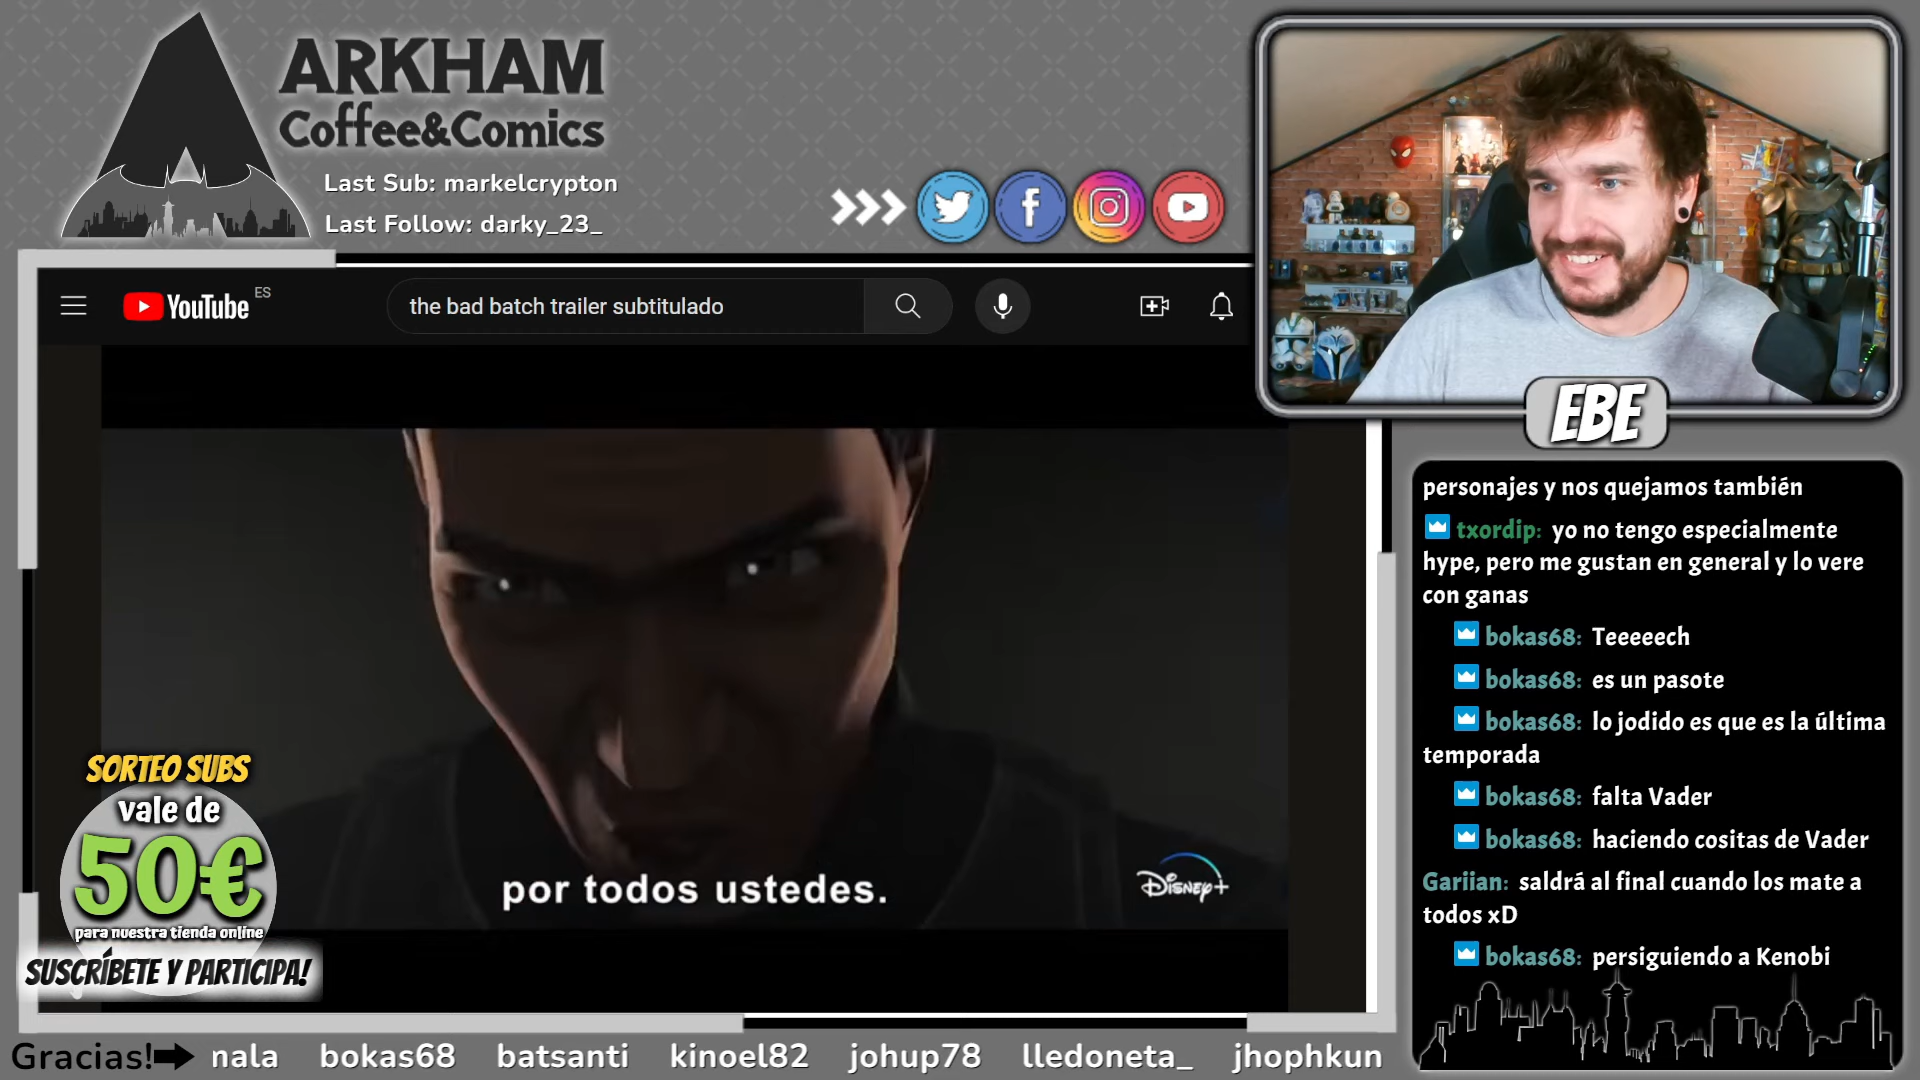 ARKHAM
Coffee&Comics
Last Sub: markelcrypton
Last Follow: darky_23_
YouTube ES
the bad batch trailer subtitulado
EBE
por todos ustedes.
Disney+
SORTEO SUBS
vale de
50€
para nuestra tienda online
SUSCRÍBETE Y PARTICIPA!
personajes y nos quejamos también
txordip: yo no tengo especialmente
hype, pero me gustan en general y lo vere
con ganas
bokas68: Teeeeech
bokas68: es un pasote
bokas68: lo jodido es que es la última
temporada
bokas68: falta Vader
bokas68: haciendo cositas de Vader
Gariian: saldrá al final cuando los mate a
todos xD
bokas68: persiguiendo a Kenobi
Gracias! nala bokas68 batsanti kinoel82 johup78 lledoneta_ jhophkun